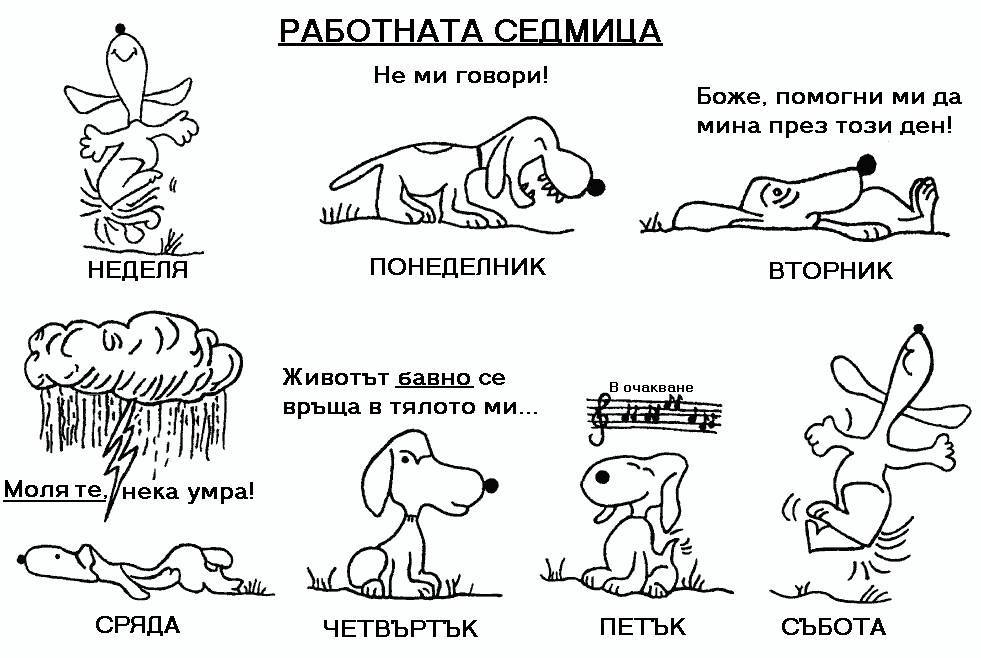 РАБОТНАТА СЕДМИЦА
Не ми говори!
Боже, помогни ми да
мина през този ден!
НЕДЕЛЯ
ПОНЕДЕЛНИК
ВТОРНИК
Моля те, нека умра!
Животът бавно се
връща в тялото ми...
В очакване
СРЯДА
ЧЕТВЪРТЪК
ПЕТЪК
СЪБОТА